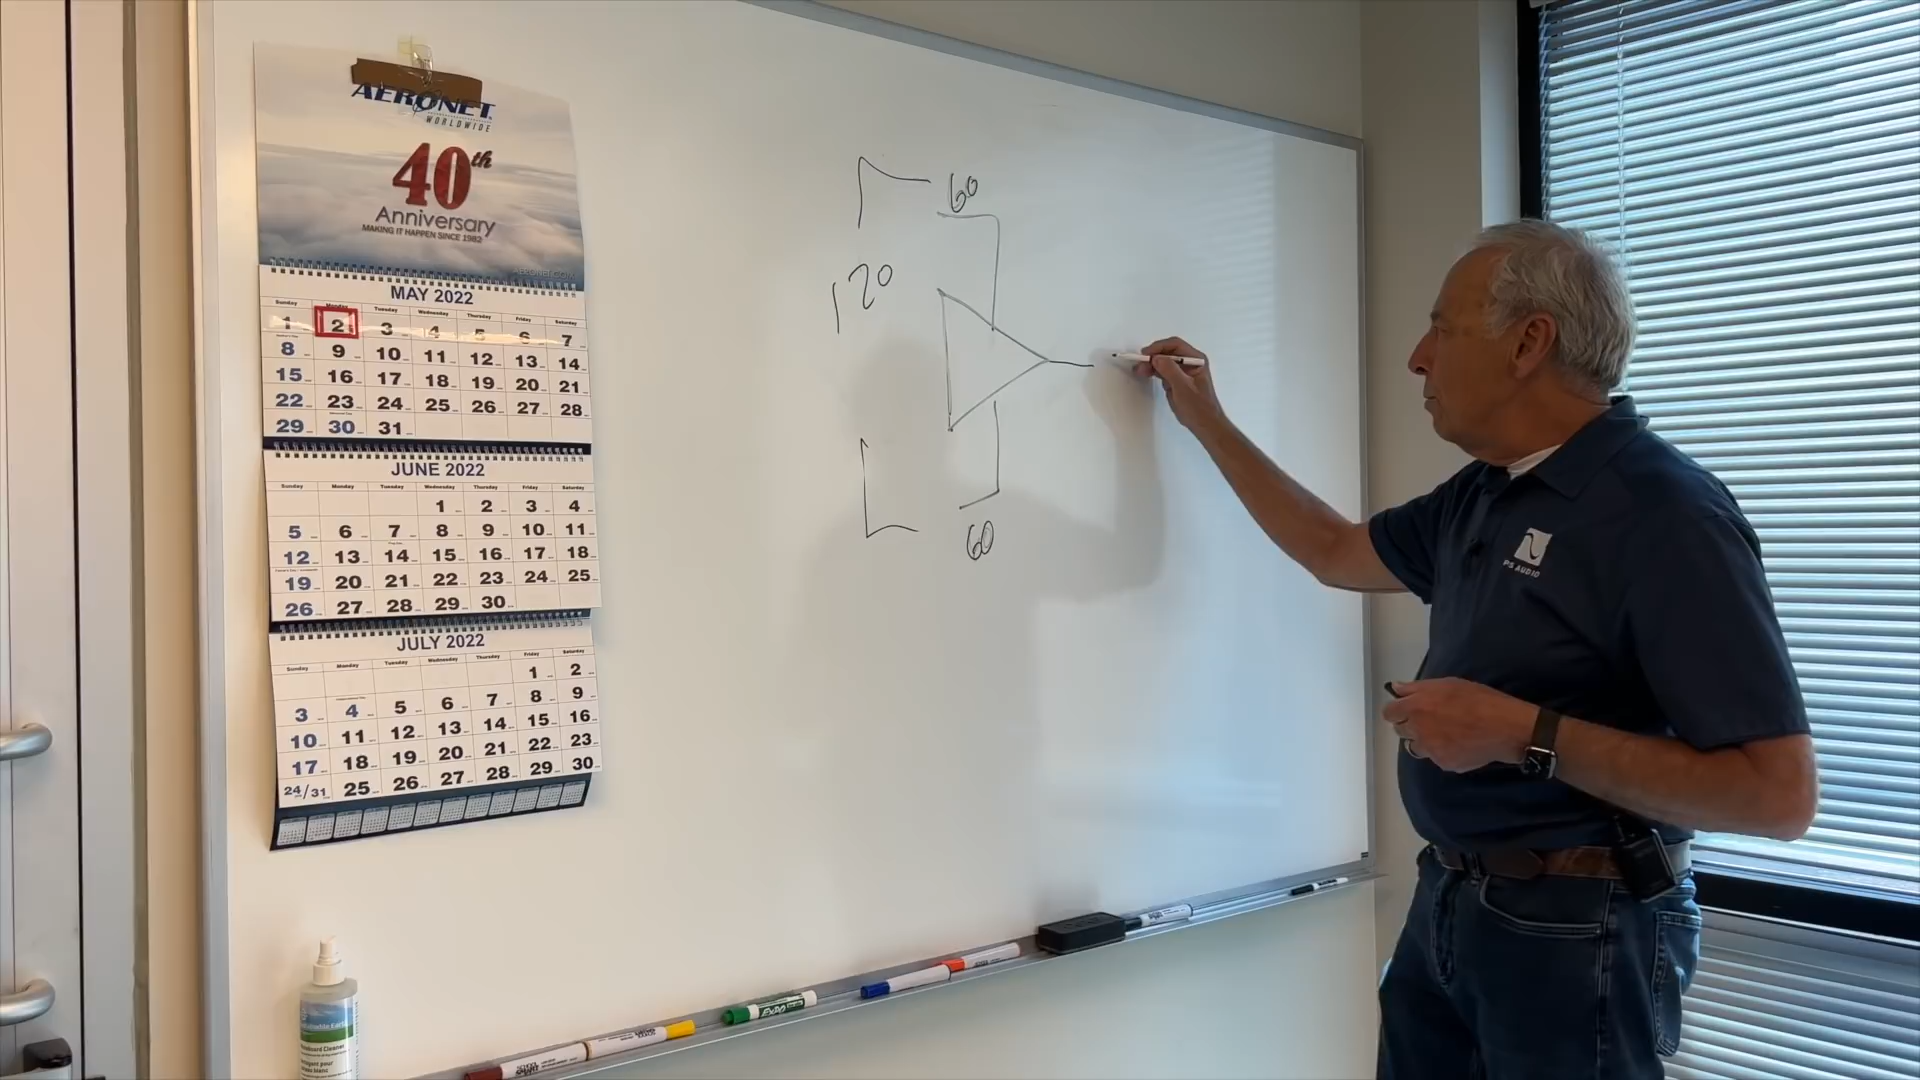 AERONET
WORLDWIDE
40th
Anniversary
MAKING IT HAPPEN SINCE 1982
AERONET.COM
MAY 2022
Sunday Monday Tuesday Wednesday Thursday Friday Saturday
1 2 3 4 5 6 7
8 9 10 11 12 13 14
15 16 17 18 19 20 21
22 23 24 25 26 27 28
29 30 31
JUNE 2022
Sunday Monday Tuesday Wednesday Thursday Friday Saturday
1 2 3 4
5 6 7 8 9 10 11
12 13 14 15 16 17 18
19 20 21 22 23 24 25
26 27 28 29 30
JULY 2022
Sunday Monday Tuesday Wednesday Thursday Friday Saturday
1 2
3 4 5 6 7 8 9
10 11 12 13 14 15 16
17 18 19 20 21 22 23
24/31 25 26 27 28 29 30
60
120
60
PS AUDIO
EXPO